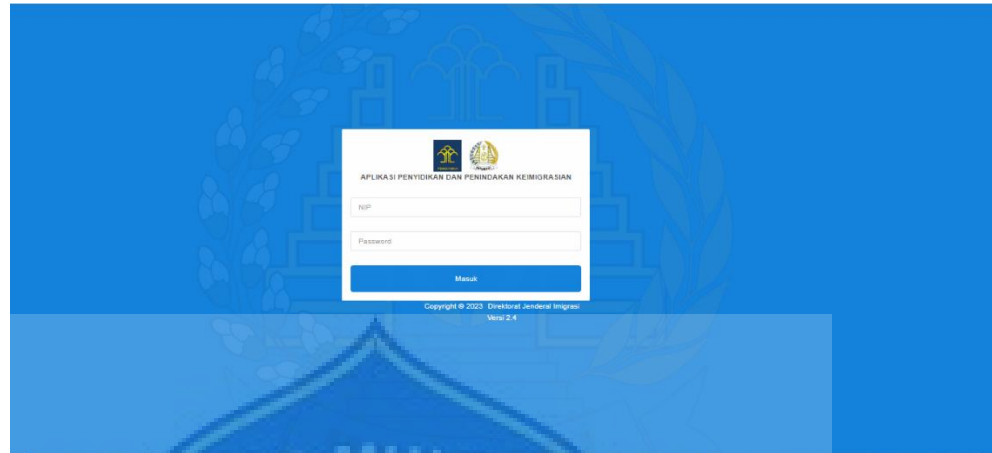 APLIKASI PENYIDIKAN DAN PENINDAKAN KEIMIGRASIAN
NIP
Password
Masuk
Copyright © 2023 Direktorat Jenderal Imigrasi
Versi 2.4